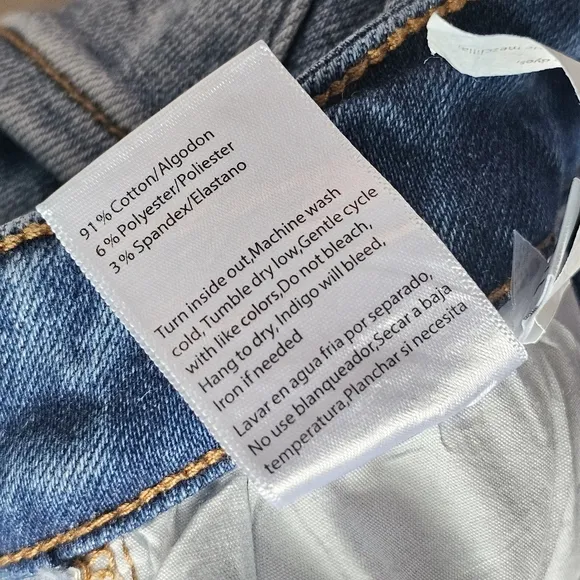 91 % Cotton/Algodon
6 % Polyester/Poliester
3 % Spandex/Elastano
Turn inside out.Machine wash
cold,Tumble dry low,Gentle cycle
with like colors,Do not bleach,
Hang to dry, Indigo will bleed,
Iron if needed
Lavar en agua fria por separado,
No use blanqueador,Secar a baja
temperatura,Planchar si necesita